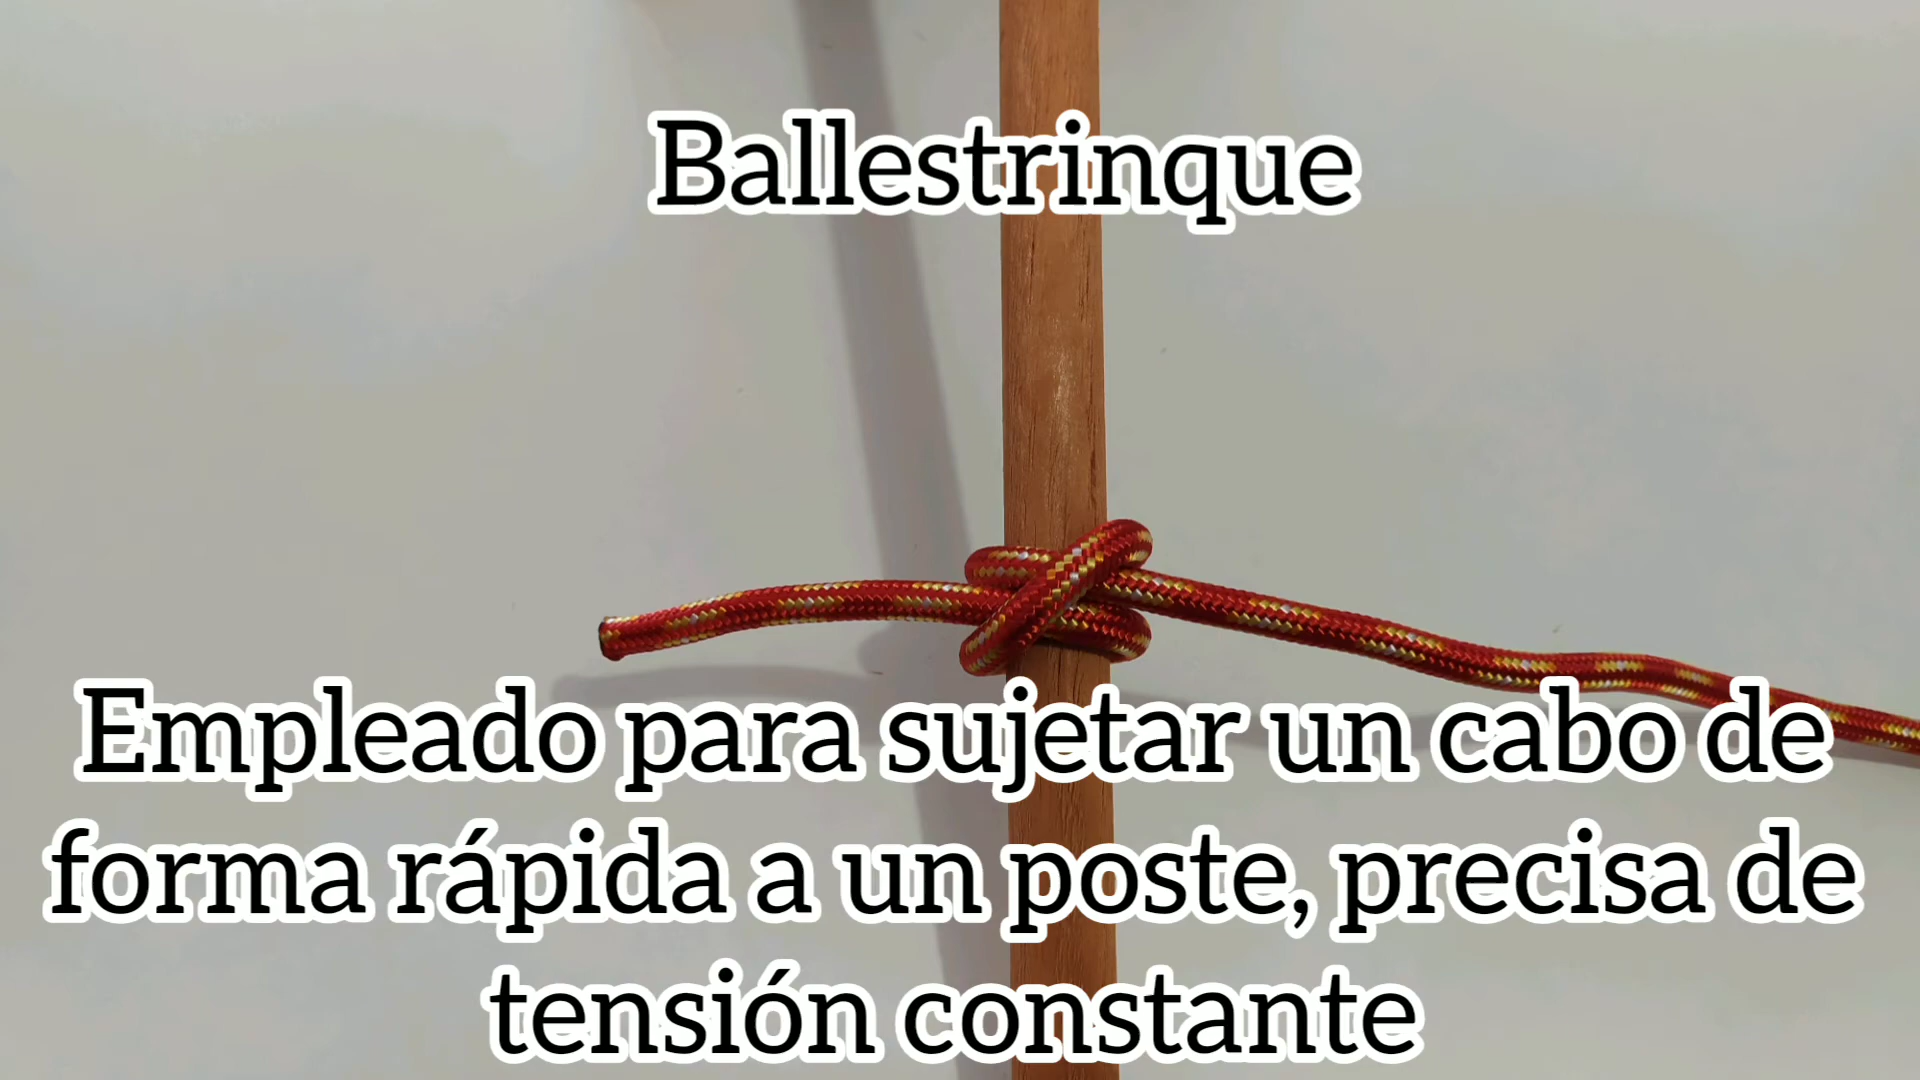 Ballestrinque
Empleado para sujetar un cabo de
forma rápida a un poste, precisa de
tensión constante